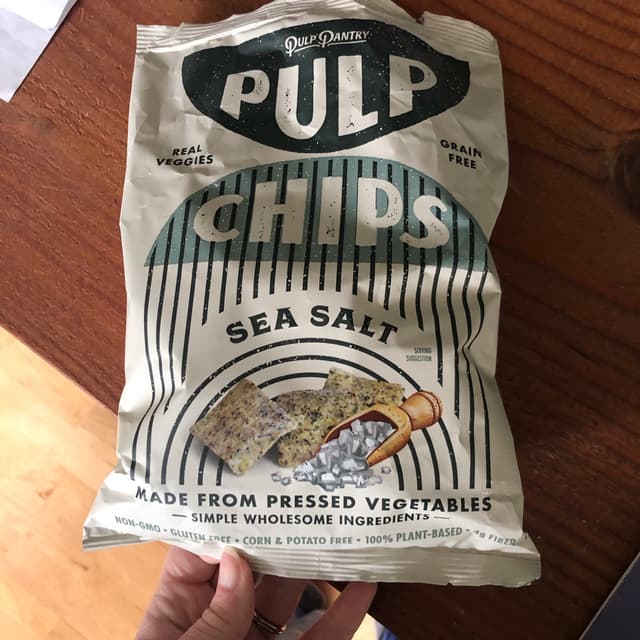 PULP PANTRY
PULP
REAL
VEGGIES
GRAIN
FREE
CHIPS
SEA SALT
SERVING
SUGGESTION
MADE FROM PRESSED VEGETABLES
SIMPLE WHOLESOME INGREDIENTS
NON-GMO • GLUTEN FREE • CORN & POTATO FREE • 100% PLANT-BASED • FIBER